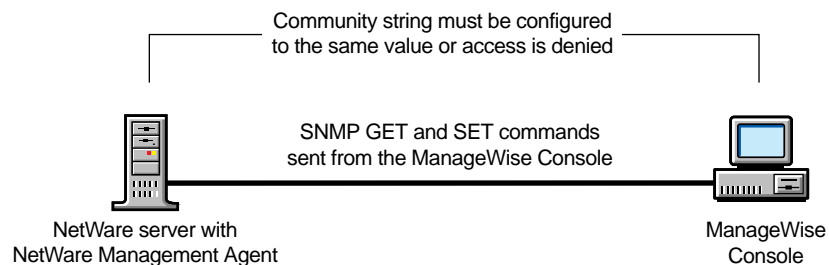 Community string must be configured
to the same value or access is denied
SNMP GET and SET commands
sent from the ManageWise Console
NetWare server with
NetWare Management Agent
ManageWise
Console